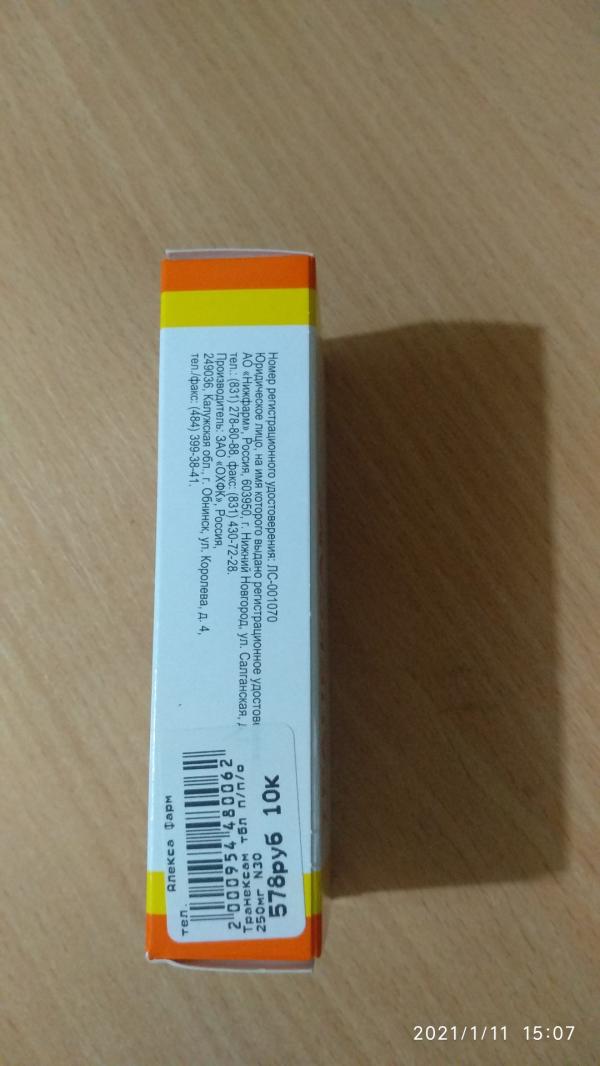 Номер регистрационного удостоверения: ЛС-001070
Юридическое лицо, на имя которого выдано регистрационное удостов
АО «Нижфарм», Россия, 603950, г. Нижний Новгород, ул. Салганская,
тел.: (831) 278-80-88, факс: (831) 430-72-28.
Производитель: ЗАО «ОХФК», Россия,
249036, Калужская обл., г. Обнинск, ул. Королева, д. 4,
тел./факс: (484) 399-38-41.
тел. Алекса Фарм
2000954480062
Транексам тбл п/п/о
250мг N30
578руб 10к
2021/1/11 15:07